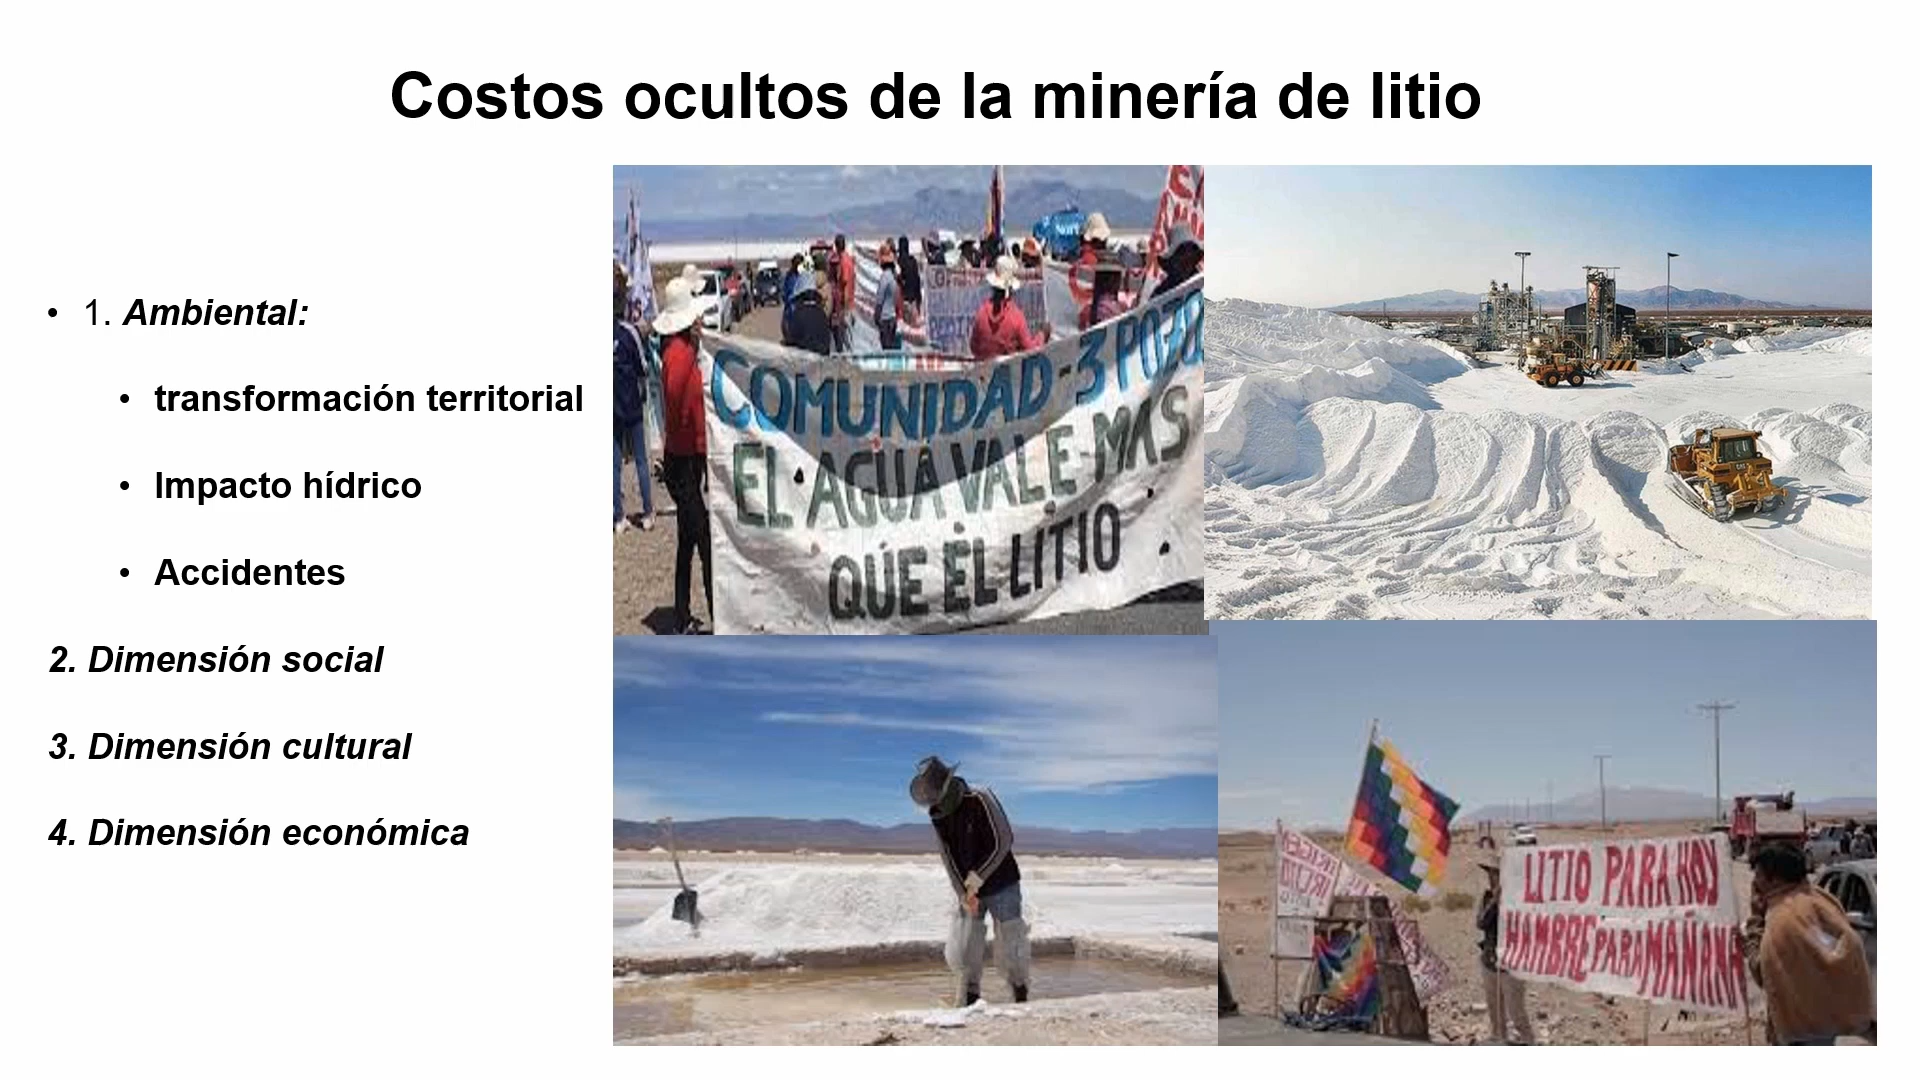 Costos ocultos de la minería de litio
• 1. Ambiental:
• transformación territorial
• Impacto hídrico
• Accidentes
2. Dimensión social
3. Dimensión cultural
4. Dimensión económica
COMUNIDAD-3 POZO
EL AGUA VALE MAS
QUE EL LITIO
LITIO PARA HOY
HAMBRE PARA MAÑANA